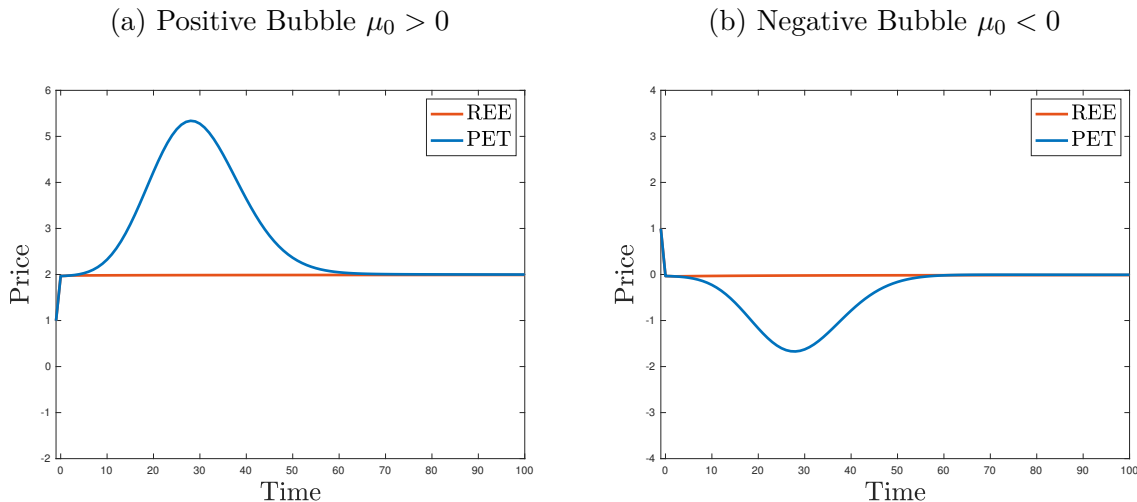 (a) Positive Bubble μ₀ > 0
6
5
4
3
2
1
0
-1
-2
Price
0 10 20 30 40 50 60 70 80 90 100
Time
REE
PET
(b) Negative Bubble μ₀ < 0
4
3
2
1
0
-1
-2
-3
-4
Price
0 10 20 30 40 50 60 70 80 90 100
Time
REE
PET